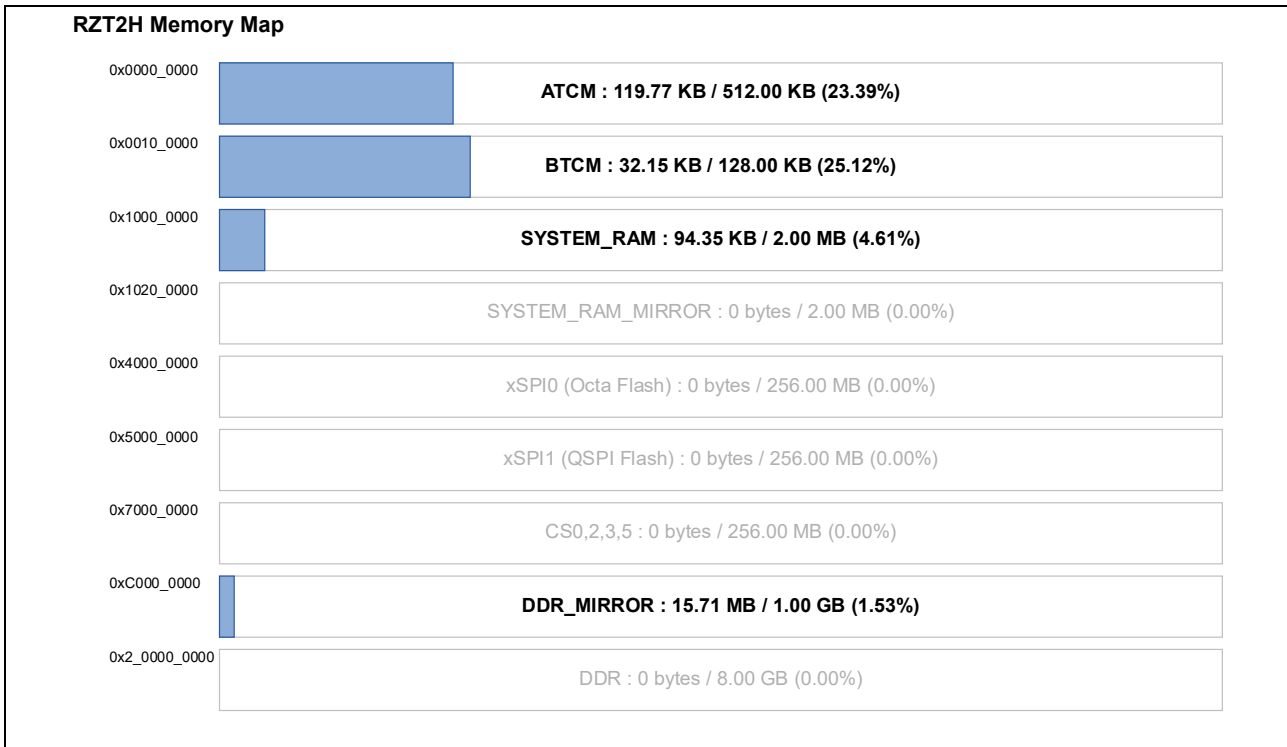 RZT2H Memory Map
0x0000_0000
ATCM : 119.77 KB / 512.00 KB (23.39%)
0x0010_0000
BTCM : 32.15 KB / 128.00 KB (25.12%)
0x1000_0000
SYSTEM_RAM : 94.35 KB / 2.00 MB (4.61%)
0x1020_0000
SYSTEM_RAM_MIRROR : 0 bytes / 2.00 MB (0.00%)
0x4000_0000
xSPI0 (Octa Flash) : 0 bytes / 256.00 MB (0.00%)
0x5000_0000
xSPI1 (QSPI Flash) : 0 bytes / 256.00 MB (0.00%)
0x7000_0000
CS0,2,3,5 : 0 bytes / 256.00 MB (0.00%)
0xC000_0000
DDR_MIRROR : 15.71 MB / 1.00 GB (1.53%)
0x2_0000_0000
DDR : 0 bytes / 8.00 GB (0.00%)